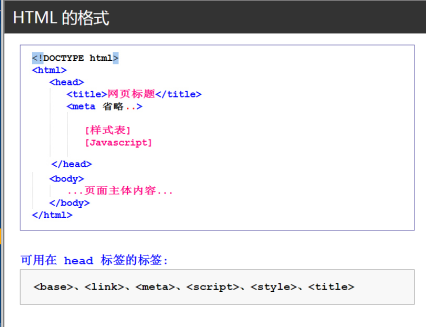 HTML 的格式
<!DOCTYPE html>
<html>
<head>
<title>网页标题</title>
<meta 省略..>
[样式表]
[Javascript]
</head>
<body>
...页面主体内容...
</body>
</html>
可用在 head 标签的标签:
<base>、<link>、<meta>、<script>、<style>、<title>